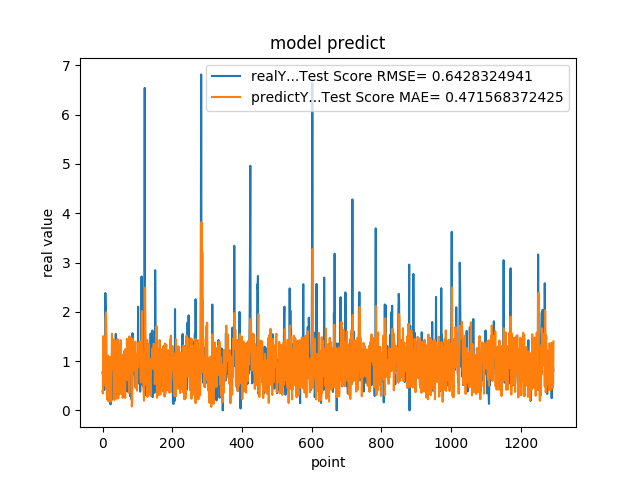 model predict
realY...Test Score RMSE= 0.6428324941
predictY...Test Score MAE= 0.471568372425
7
6
5
4
3
2
1
0
real value
0 200 400 600 800 1000 1200
point